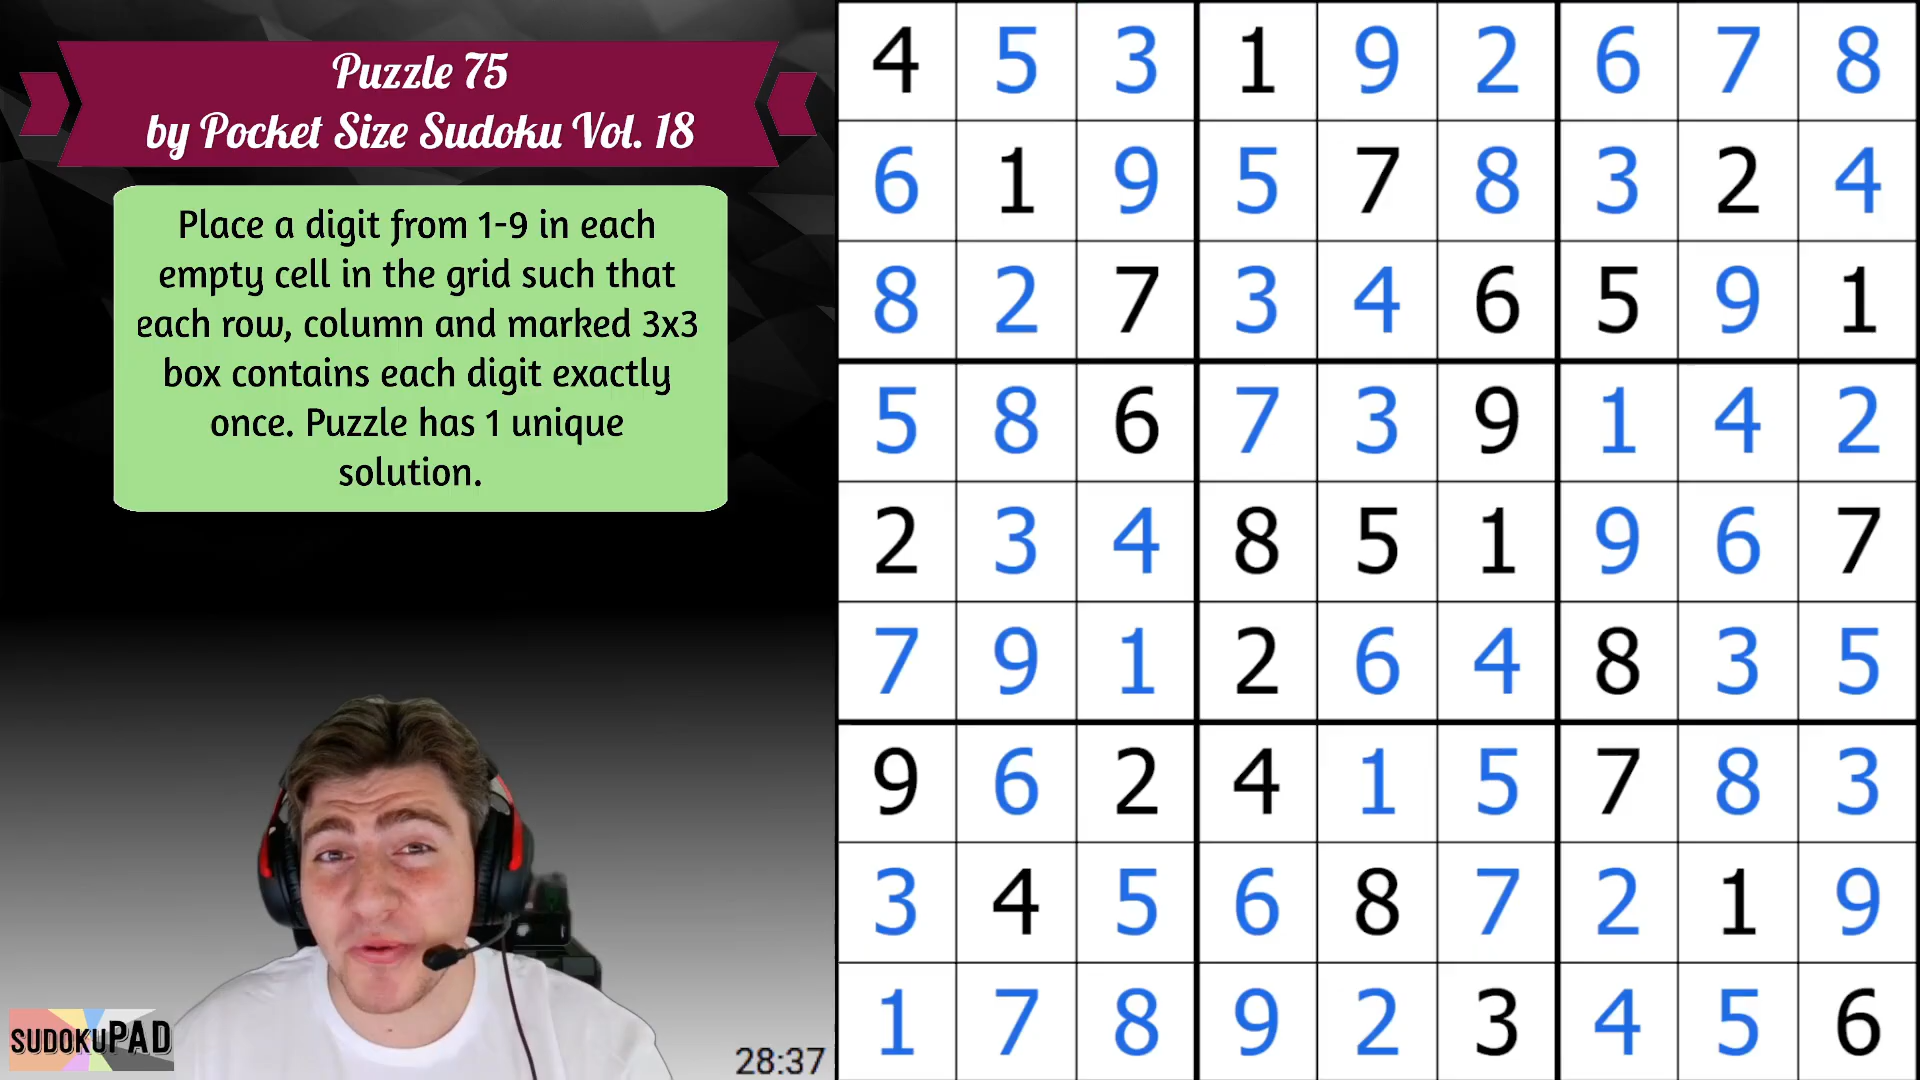 Puzzle 75
by Pocket Size Sudoku Vol. 18
Place a digit from 1-9 in each
empty cell in the grid such that
each row, column and marked 3x3
box contains each digit exactly
once. Puzzle has 1 unique
solution.
4 5 3 1 9 2 6 7 8
6 1 9 5 7 8 3 2 4
8 2 7 3 4 6 5 9 1
5 8 6 7 3 9 1 4 2
2 3 4 8 5 1 9 6 7
7 9 1 2 6 4 8 3 5
9 6 2 4 1 5 7 8 3
3 4 5 6 8 7 2 1 9
1 7 8 9 2 3 4 5 6
SUDOKUPAD
28:37